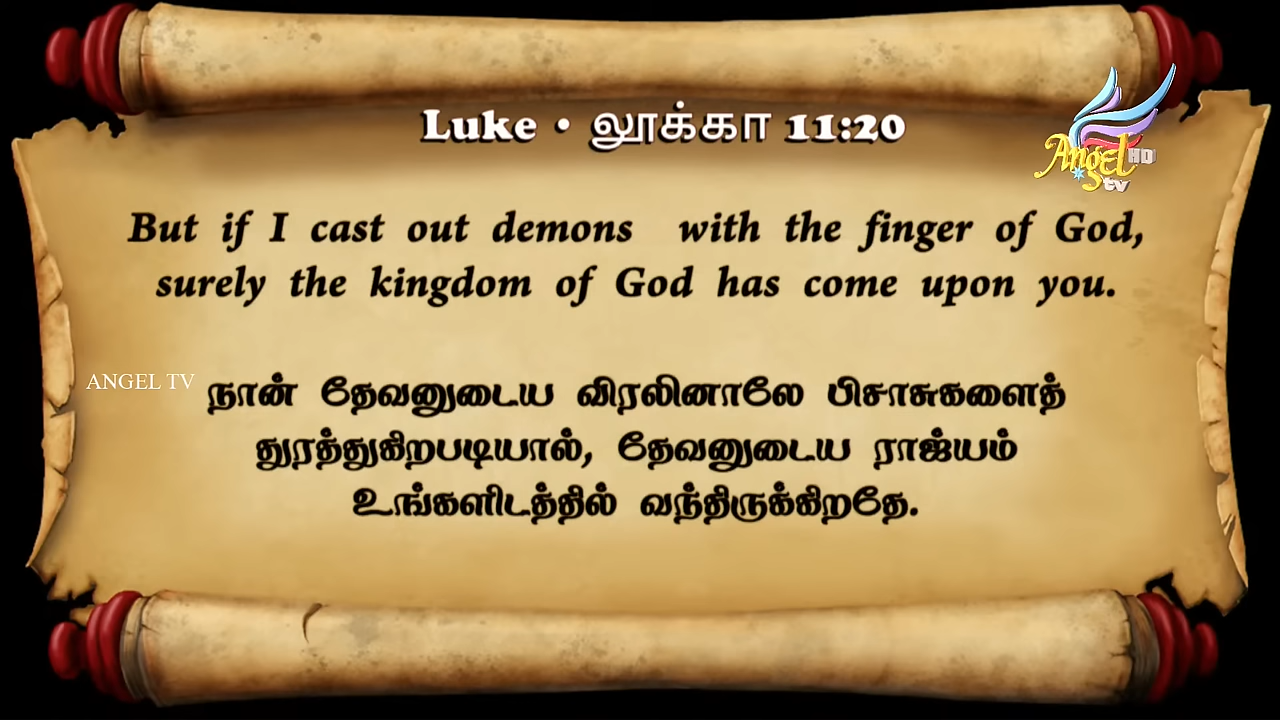 Luke • லூக்கா 11:20
Angel HD
tv
But if I cast out demons with the finger of God,
surely the kingdom of God has come upon you.
ANGEL TV
நான் தேவனுடைய விரலினாலே பிசாசுகளைத்
துரத்துகிறபடியால், தேவனுடைய ராஜ்யம்
உங்களிடத்தில் வந்திருக்கிறதே.